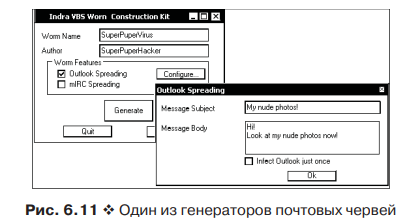 Indra VBS Worn Construction Kit
Worm Name SuperPuperVirus
Author SuperPuperHacker
Worm Features
Outlook Spreading Configure...
mIRC Spreading
Generate
Quit
Outlook Spreading
Message Subject My nude photos!
Message Body Hi!
Look at my nude photos now!
Infect Outlook just once
Ok
Рис. 6.11 ❖ Один из генераторов почтовых червей